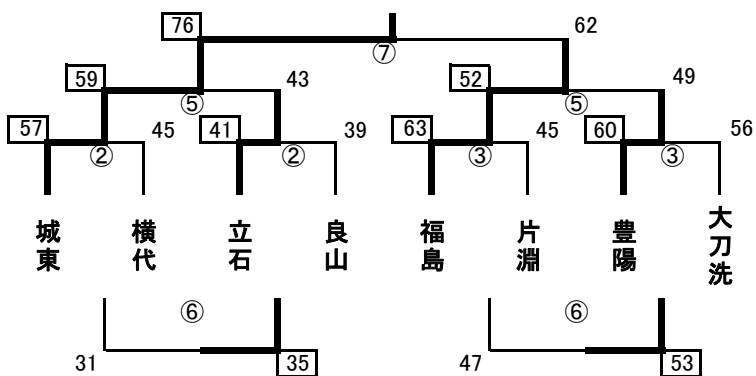 76 62
⑦
59 43 52 49
⑤ ⑤
57 45 41 39 63 45 60 56
② ② ③ ③
城東 横代 立石 良山 福島 片淵 豊陽 大刀洗
⑥ ⑥
31 35 47 53